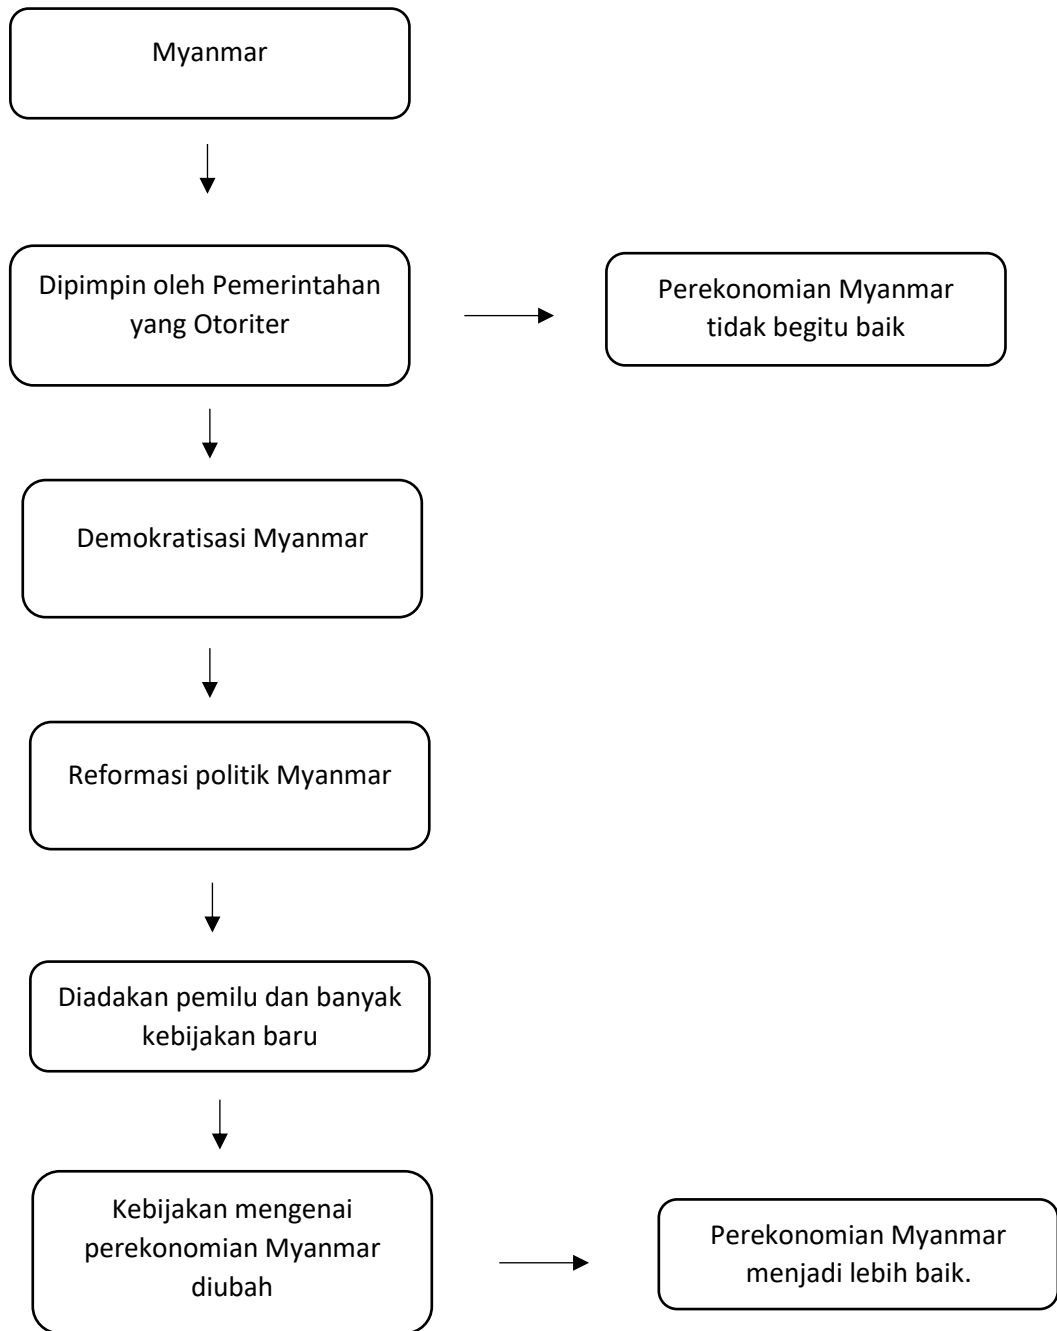 Myanmar
Dipimpin oleh Pemerintahan
yang Otoriter
Perekonomian Myanmar
tidak begitu baik
Demokratisasi Myanmar
Reformasi politik Myanmar
Diadakan pemilu dan banyak
kebijakan baru
Kebijakan mengenai
perekonomian Myanmar
diubah
Perekonomian Myanmar
menjadi lebih baik.